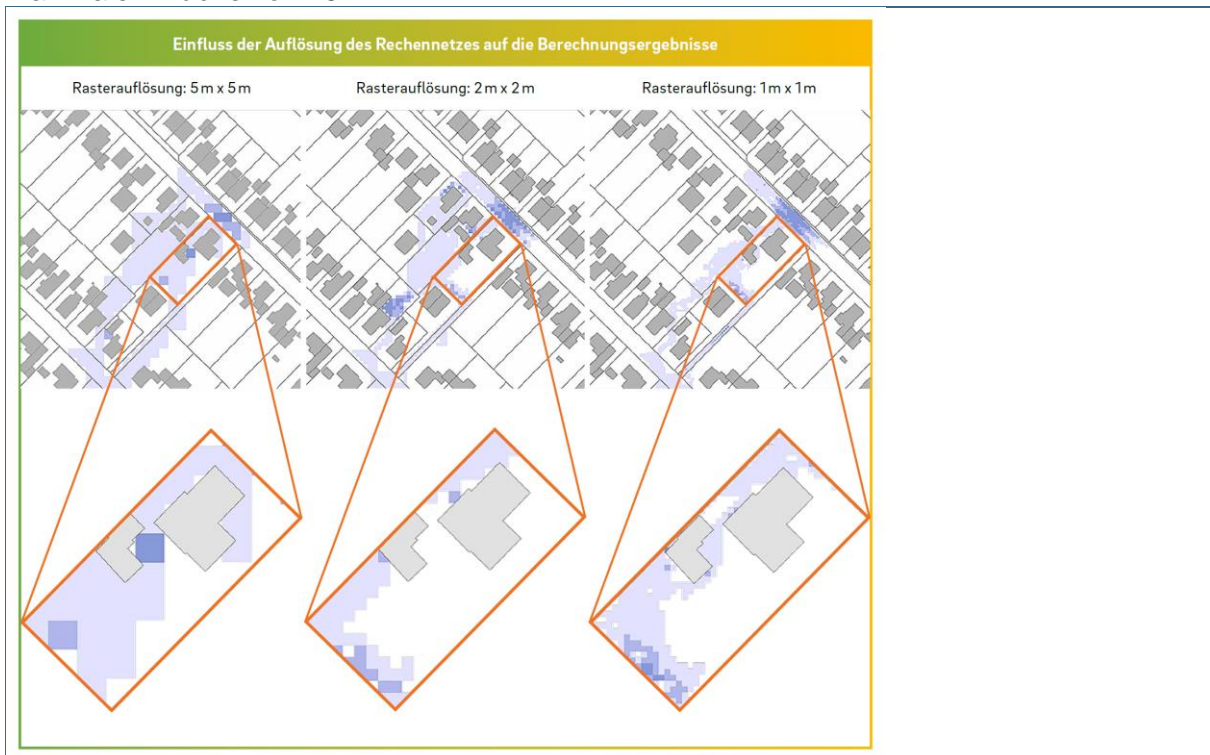 Einfluss der Auflösung des Rechennetzes auf die Berechnungsergebnisse
Rasterauflösung: 5 m x 5 m
Rasterauflösung: 2 m x 2 m
Rasterauflösung: 1 m x 1 m